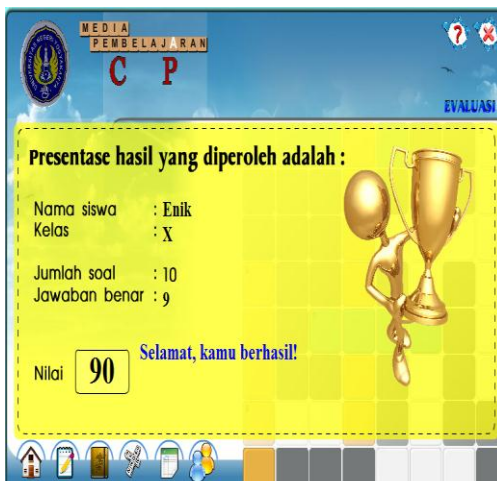 MEDIA
PEMBELAJARAN
C P
?
EVALUASI
Presentase hasil yang diperoleh adalah :
Nama siswa : Enik
Kelas : X
Jumlah soal : 10
Jawaban benar : 9
Selamat, kamu berhasil!
Nilai 90